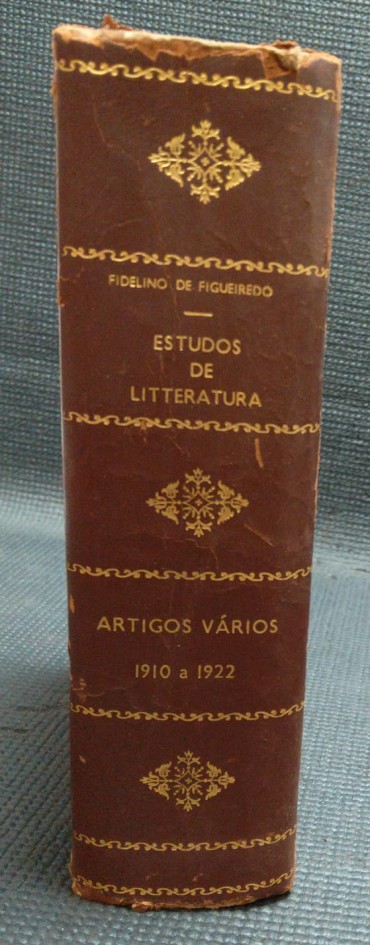 FIDELINO DE FIGUEIREDO
ESTUDOS
DE
LITTERATURA
ARTIGOS VÁRIOS
1910 a 1922